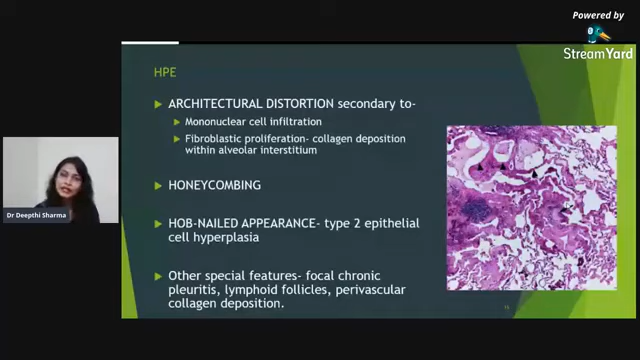 Powered by
StreamYard
HPE
ARCHITECTURAL DISTORTION secondary to-
Mononuclear cell infiltration
Fibroblastic proliferation- collagen deposition
within alveolar interstitium
HONEYCOMBING
HOB-NAILED APPEARANCE- type 2 epithelial
cell hyperplasia
Other special features- focal chronic
pleuritis, lymphoid follicles, perivascular
collagen deposition.
Dr Deepthi Sharma